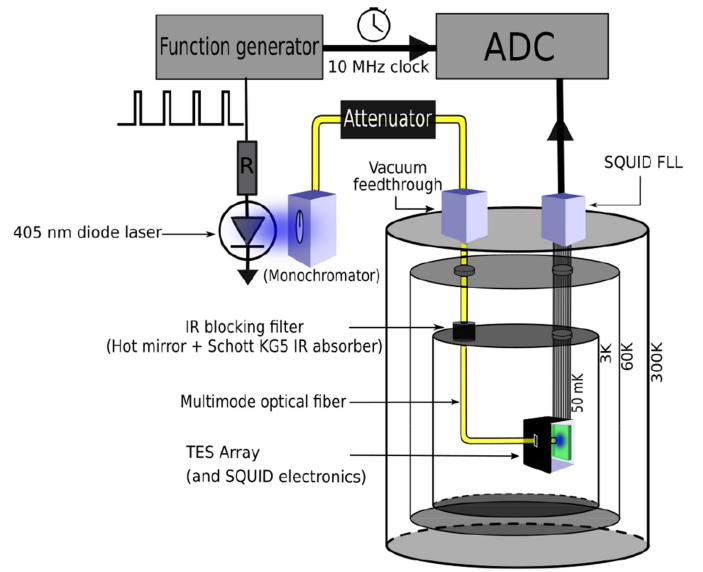 Function generator
ADC
10 MHz clock
Attenuator
R
Vacuum
feedthrough
SQUID FLL
405 nm diode laser
(Monochromator)
IR blocking filter
(Hot mirror + Schott KG5 IR absorber)
3K
60K
300K
50 mK
Multimode optical fiber
TES Array
(and SQUID electronics)